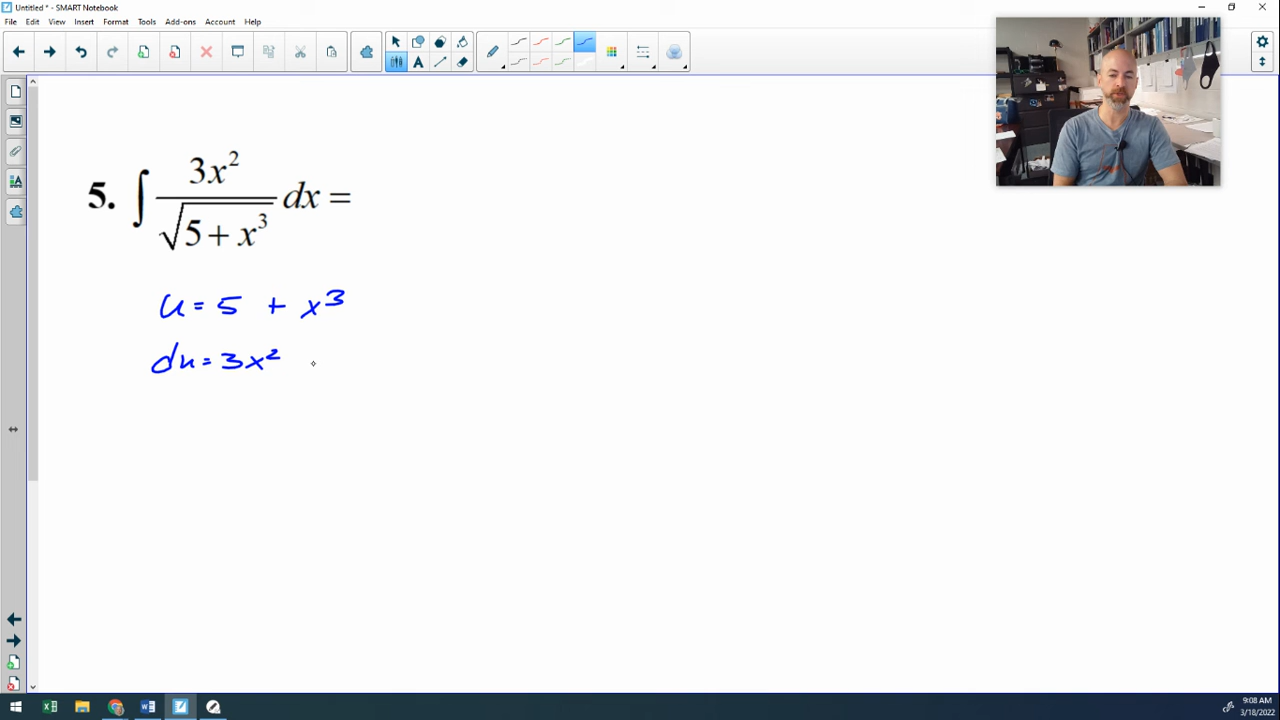 Untitled * - SMART Notebook
File Edit View Insert Format Tools Add-ons Account Help
5. ∫ 3x² / √(5 + x³) dx =
u = 5 + x³
du = 3x²
9:08 AM
3/18/2022